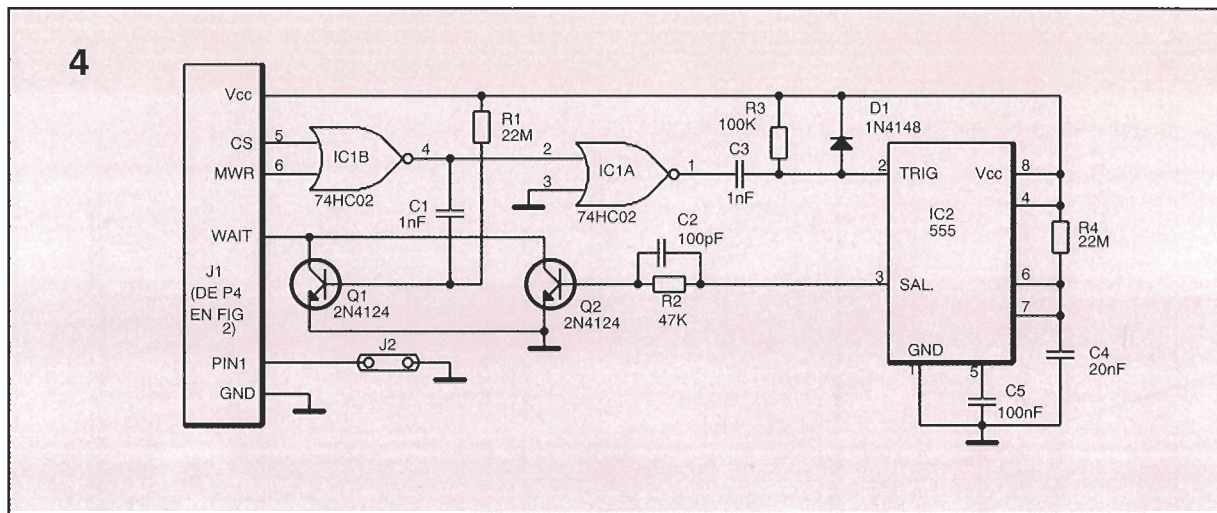 4
Vcc
CS
MWR
WAIT
J1
(DE P4
EN FIG
2)
PIN1
GND
5
6
IC1B
74HC02
4
C1
1nF
R1
22M
2
3
IC1A
74HC02
1
C3
1nF
R3
100K
D1
1N4148
Q1
2N4124
Q2
2N4124
C2
100pF
R2
47K
J2
2
TRIG
Vcc
8
4
IC2
555
3
SAL.
6
7
GND
1
5
R4
22M
C4
20nF
C5
100nF